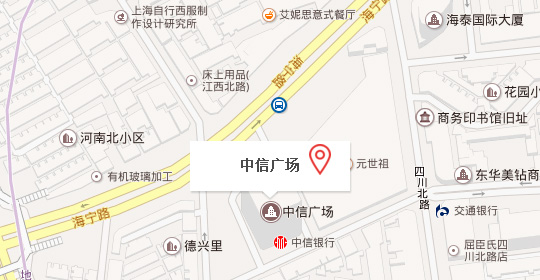 上海自行西服制
作设计研究所
艾妮思意式餐厅
海宁路
海泰国际大厦
床上用品(
江西北路)
海宁路
花园小
商务印书馆旧址
河南北小区
中信广场
元世祖
有机玻璃加工
四川北路
东华美钻商
海宁路
中信广场
交通银行
德兴里
中信银行
屈臣氏四
川北路店
地